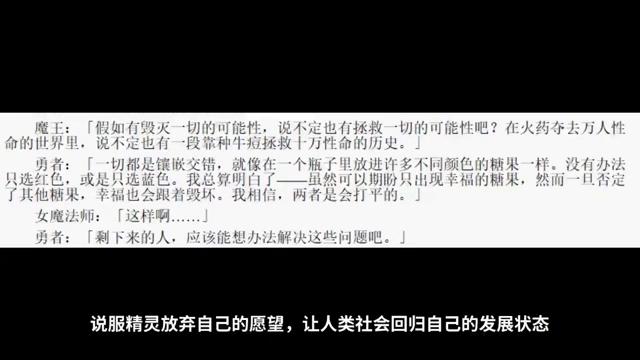 魔王：「假如有毁灭一切的可能性，说不定也有拯救一切的可能性吧？在火药夺去万人性
命的世界里，说不定也有一段靠种牛痘拯救十万性命的历史。」
勇者：「一切都是镶嵌交错，就像在一个瓶子里放进许多不同颜色的糖果一样。没有办法
只选红色，或是只选蓝色。我总算明白了——虽然可以期盼只出现幸福的糖果，然而一旦否定
了其他糖果，幸福也会跟着毁坏。我相信，两者是会打平的。」
女魔法师：「这样啊……」
勇者：「剩下来的人，应该能想办法解决这些问题吧。」
说服精灵放弃自己的愿望，让人类社会回归自己的发展状态